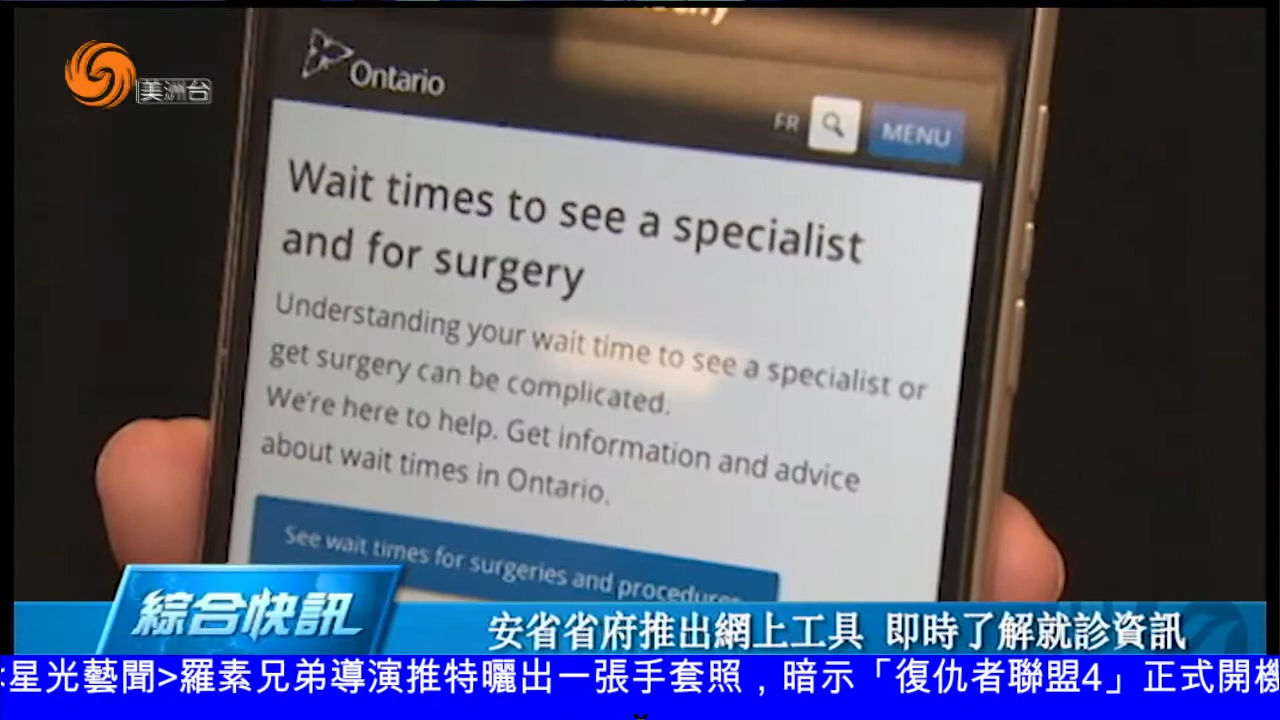 美洲台
Ontario
FR
MENU
Wait times to see a specialist
and for surgery
Understanding your wait time to see a specialist or
get surgery can be complicated.
We're here to help. Get information and advice
about wait times in Ontario.
See wait times for surgeries and procedures
綜合快訊
安省省府推出網上工具 即時了解就診資訊
星光藝聞>羅素兄弟導演推特曬出一張手套照，暗示「復仇者聯盟4」正式開機